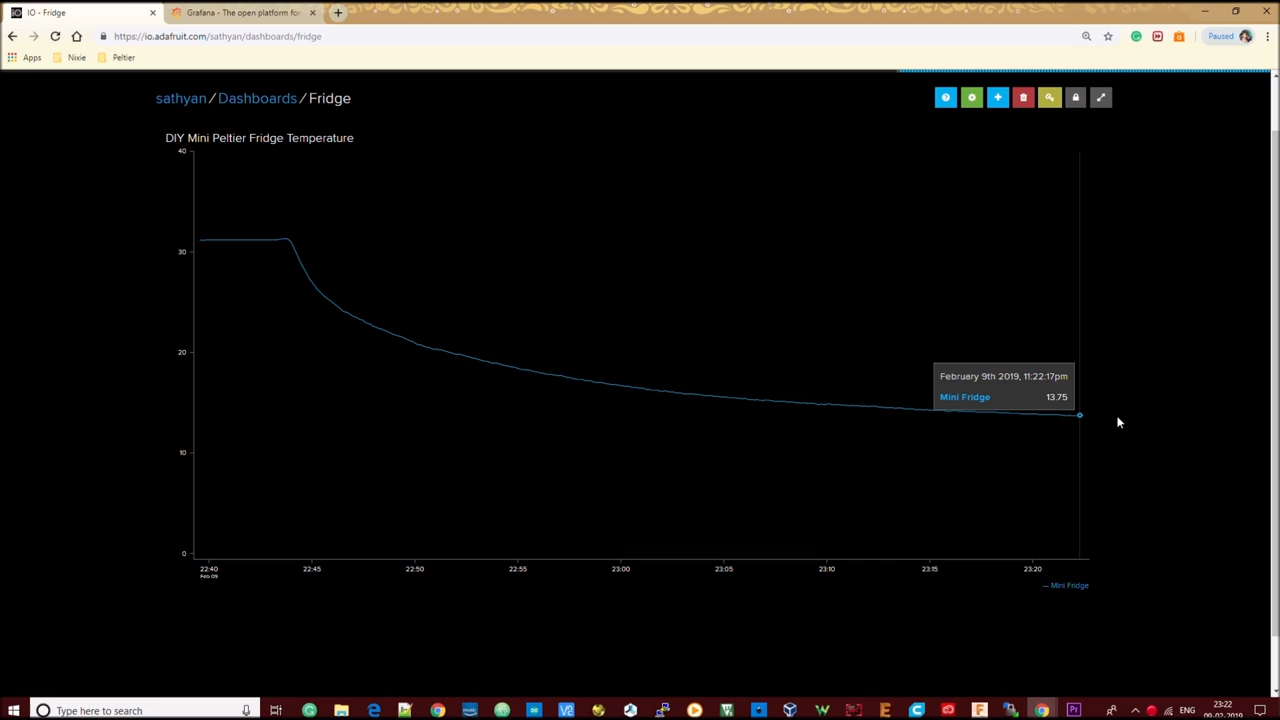 IO - Fridge
Grafana - The open platform for
https://io.adafruit.com/sathyan/dashboards/fridge
Paused
Apps
Nixie
Peltier
sathyan / Dashboards / Fridge
DIY Mini Peltier Fridge Temperature
40
30
20
10
0
February 9th 2019, 11:22:17pm
Mini Fridge 13.75
22:40 22:45 22:50 22:55 23:00 23:05 23:10 23:15 23:20
Feb 09
Mini Fridge
Type here to search
ENG
23:22
09-02-2019